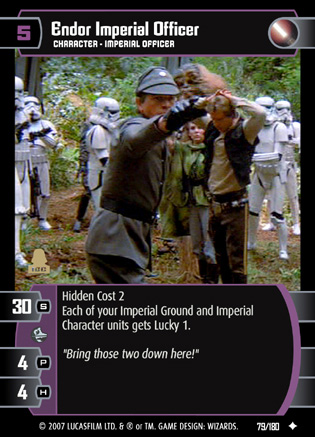 5 Endor Imperial Officer
CHARACTER • IMPERIAL OFFICER
30 S
4 P
4 H
Hidden Cost 2
Each of your Imperial Ground and Imperial
Character units gets Lucky 1.
"Bring those two down here!"
© 2007 LUCASFILM LTD. & ® or TM. GAME DESIGN: WIZARDS. 79/180